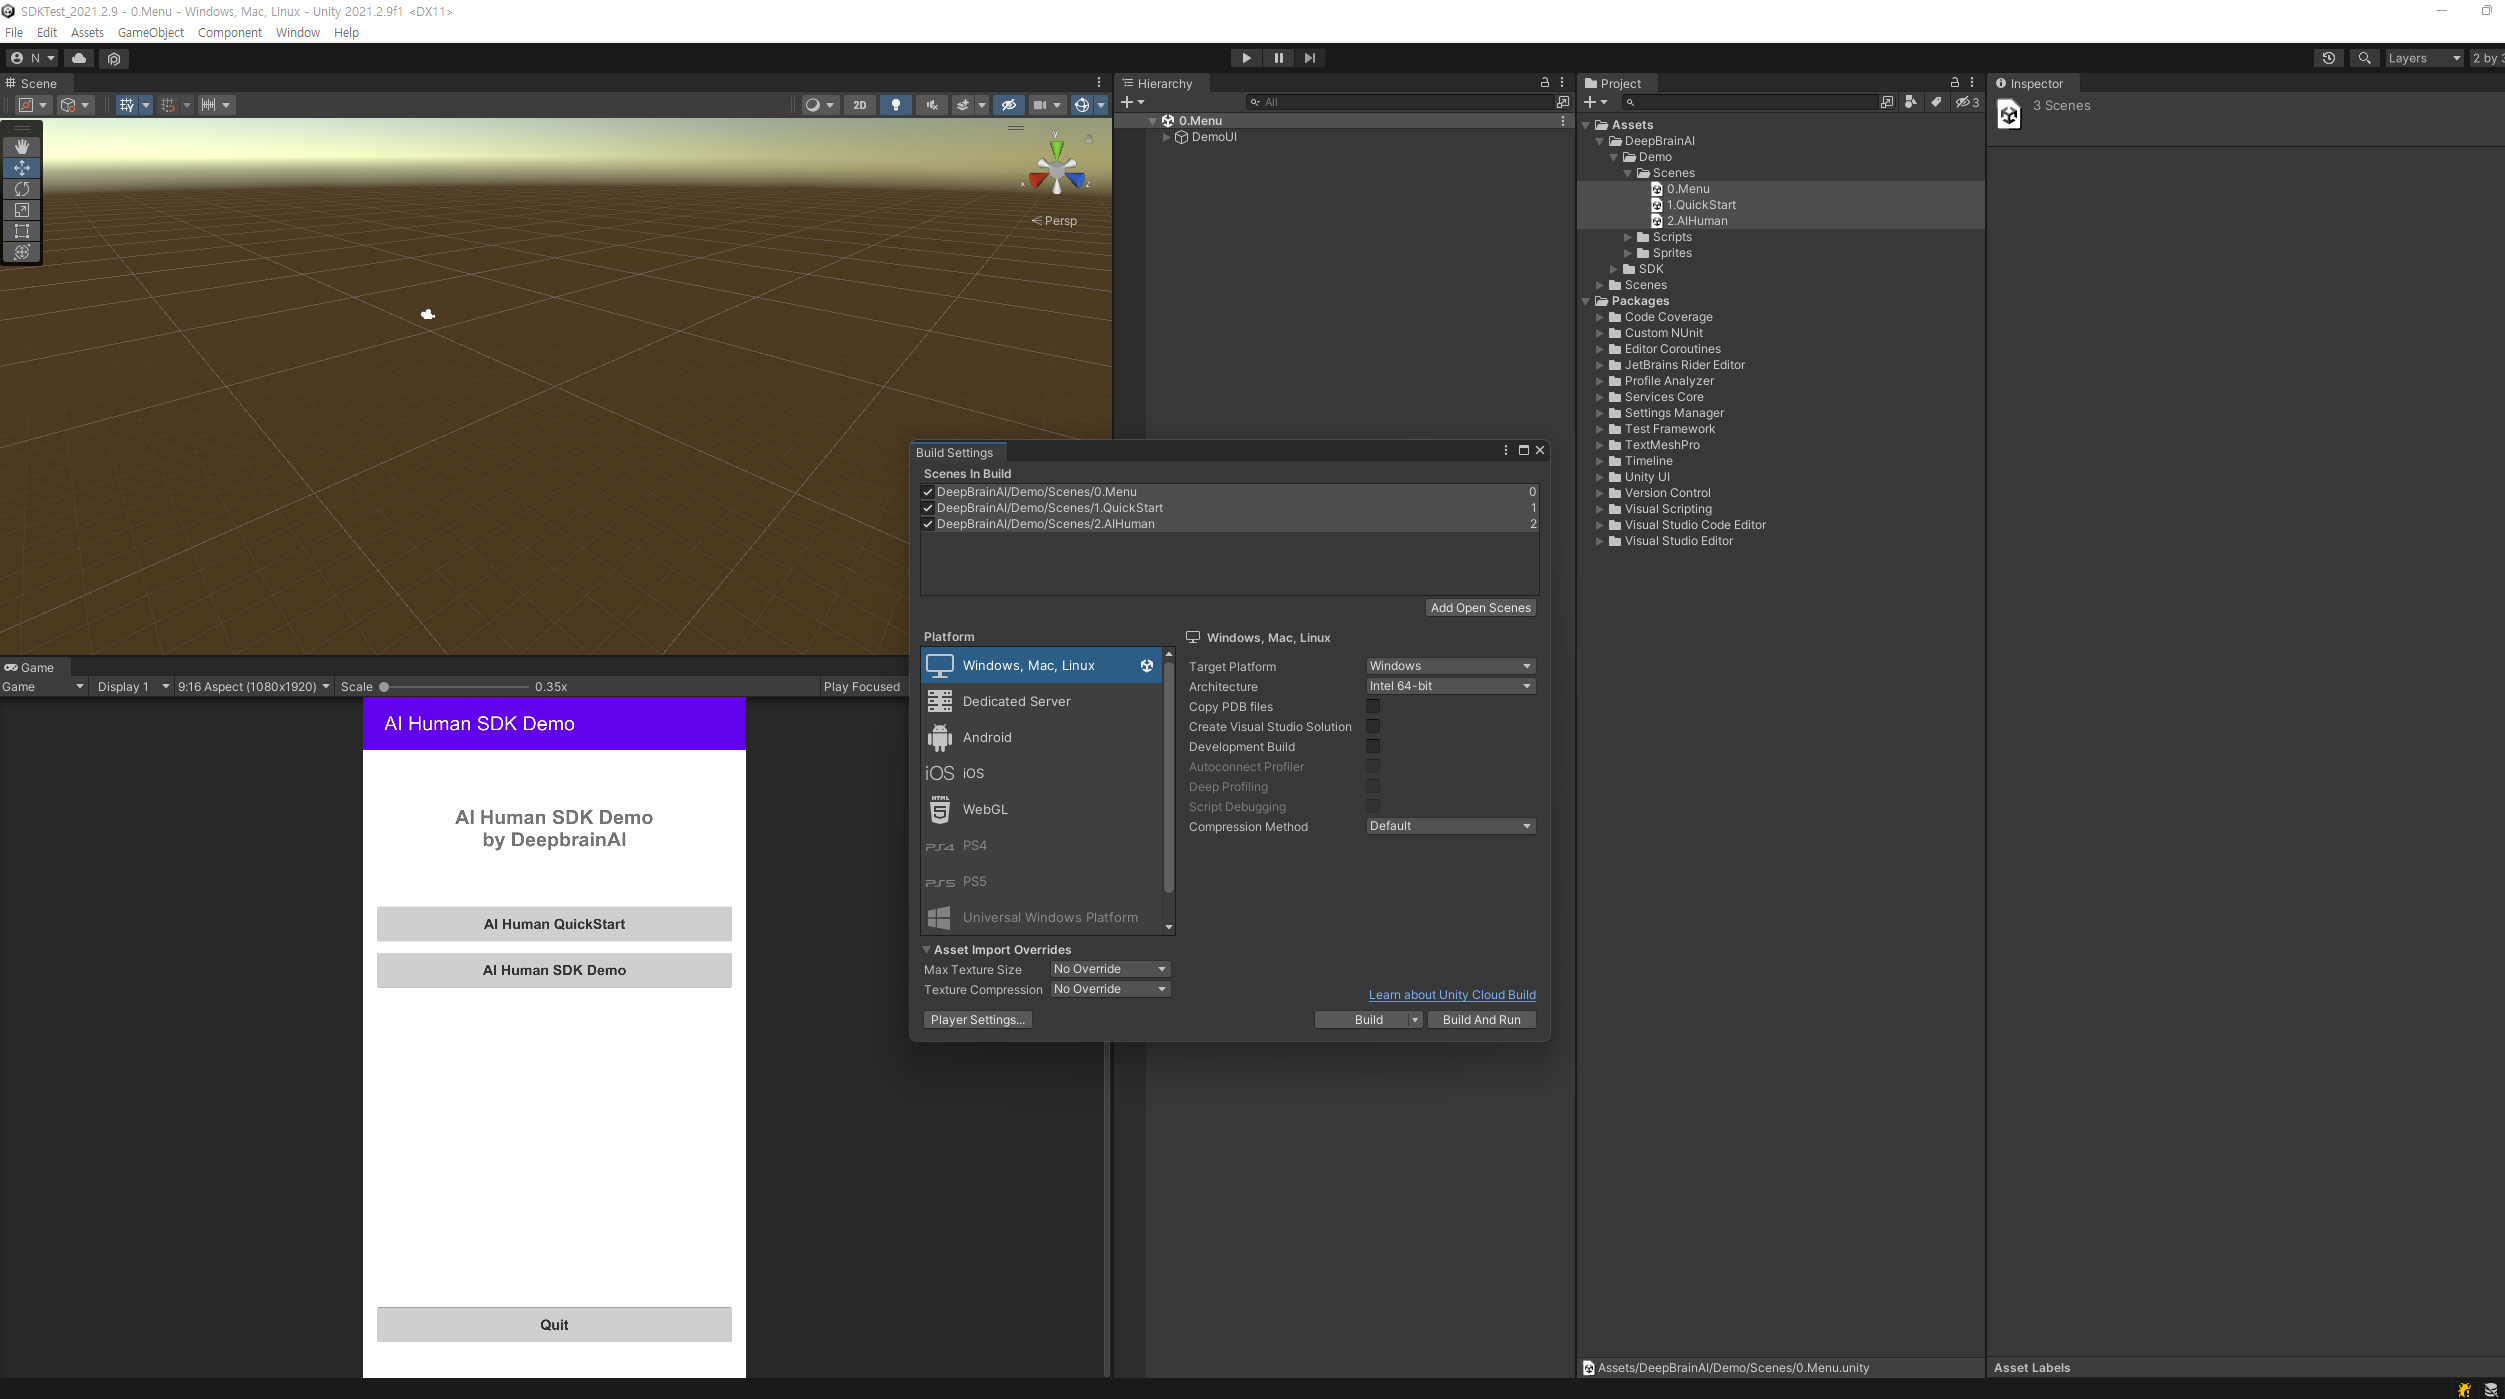 SDKTest_2021.2.9 - 0.Menu - Windows, Mac, Linux - Unity 2021.2.9f1 <DX11>
File Edit Assets GameObject Component Window Help
N
Layers
2 by 3
Scene
2D
y
x
z
Persp
Hierarchy
All
0.Menu
DemoUI
Project
3
Assets
DeepBrainAI
Demo
Scenes
0.Menu
1.QuickStart
2.AIHuman
Scripts
Sprites
SDK
Scenes
Packages
Code Coverage
Custom NUnit
Editor Coroutines
JetBrains Rider Editor
Profile Analyzer
Services Core
Settings Manager
Test Framework
TextMeshPro
Timeline
Unity UI
Version Control
Visual Scripting
Visual Studio Code Editor
Visual Studio Editor
Assets/DeepBrainAI/Demo/Scenes/0.Menu.unity
Inspector
3 Scenes
Asset Labels
Build Settings
Scenes In Build
DeepBrainAI/Demo/Scenes/0.Menu 0
DeepBrainAI/Demo/Scenes/1.QuickStart 1
DeepBrainAI/Demo/Scenes/2.AIHuman 2
Add Open Scenes
Platform
Windows, Mac, Linux
Dedicated Server
Android
iOS iOS
HTML 5 WebGL
PS4 PS4
PS5 PS5
Universal Windows Platform
Windows, Mac, Linux
Target Platform Windows
Architecture Intel 64-bit
Copy PDB files
Create Visual Studio Solution
Development Build
Autoconnect Profiler
Deep Profiling
Script Debugging
Compression Method Default
Asset Import Overrides
Max Texture Size No Override
Texture Compression No Override
Learn about Unity Cloud Build
Player Settings...
Build
Build And Run
Game
Game Display 1 9:16 Aspect (1080x1920) Scale 0.35x Play Focused
AI Human SDK Demo
AI Human SDK Demo
by DeepbrainAI
AI Human QuickStart
AI Human SDK Demo
Quit